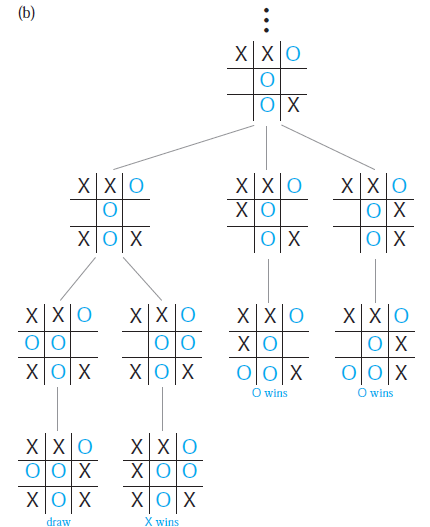 (b)
X X O
O
O X
X X O X X O X X O
O X O O X
X O X O X O X
X X O X X O X X O X X O
O O O O X O O X
X O X X O X O O X O O X
O wins O wins
X X O X X O
O O X X O O
X O X X O X
draw X wins